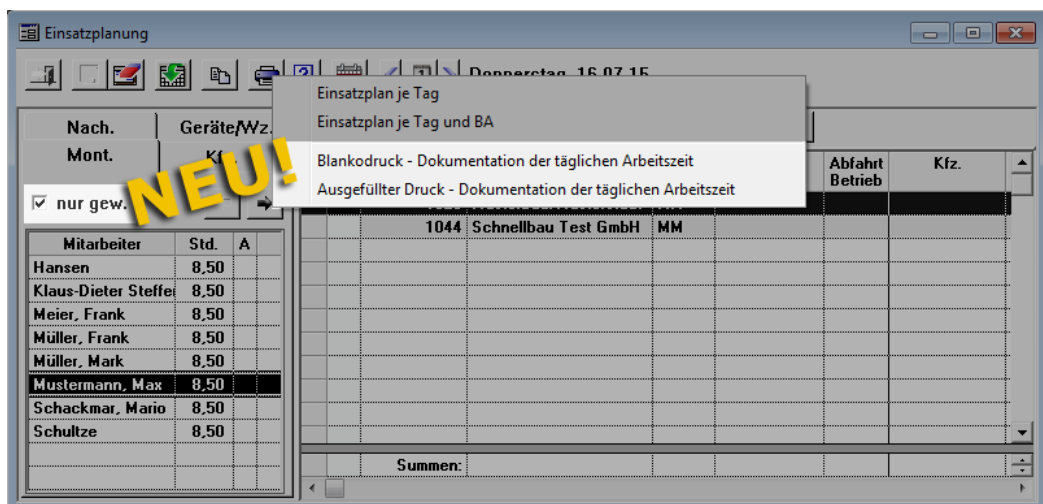 Einsatzplanung
Donnerstag 16.07.15
Einsatzplan je Tag
Einsatzplan je Tag und BA
Blankodruck - Dokumentation der täglichen Arbeitszeit
Ausgefüllter Druck - Dokumentation der täglichen Arbeitszeit
Nach. Geräte/Wz.
Mont.
NEU!
nur gew.
Abfahrt Betrieb
Kfz.
Mitarbeiter Std. A
Hansen 8,50
Klaus-Dieter Steffe 8,50
Meier, Frank 8,50
Müller, Frank 8,50
Müller, Mark 8,50
Mustermann, Max 8,50
Schackmar, Mario 8,50
Schultze 8,50
1044 Schnellbau Test GmbH MM
Summen: